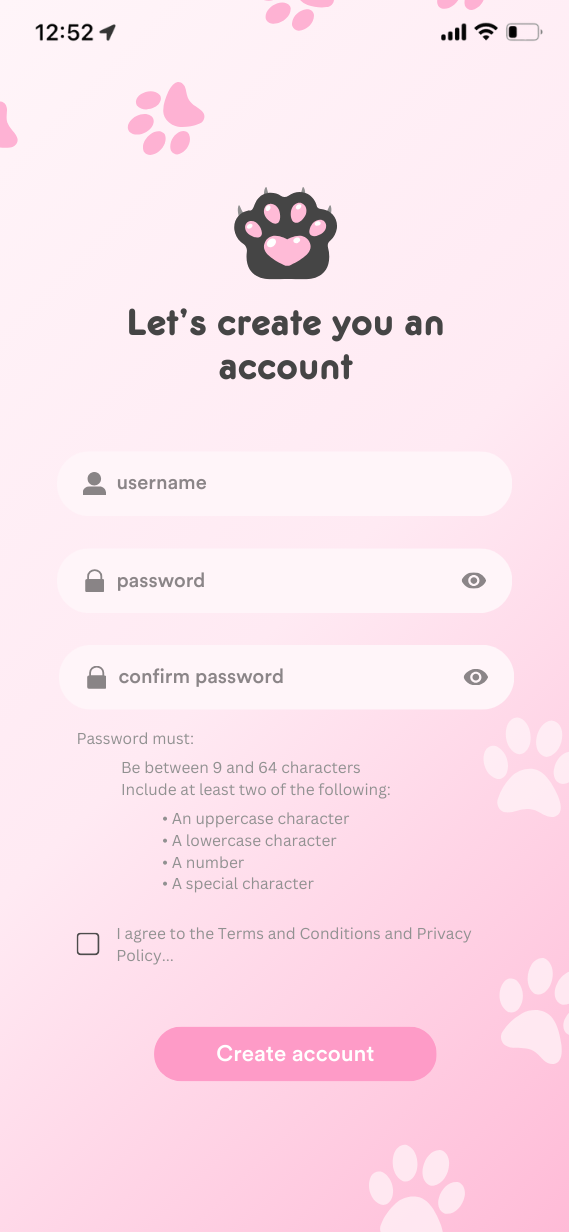 12:52
Let's create you an
account
username
password
confirm password
Password must:
Be between 9 and 64 characters
Include at least two of the following:
• An uppercase character
• A lowercase character
• A number
• A special character
I agree to the Terms and Conditions and Privacy
Policy...
Create account